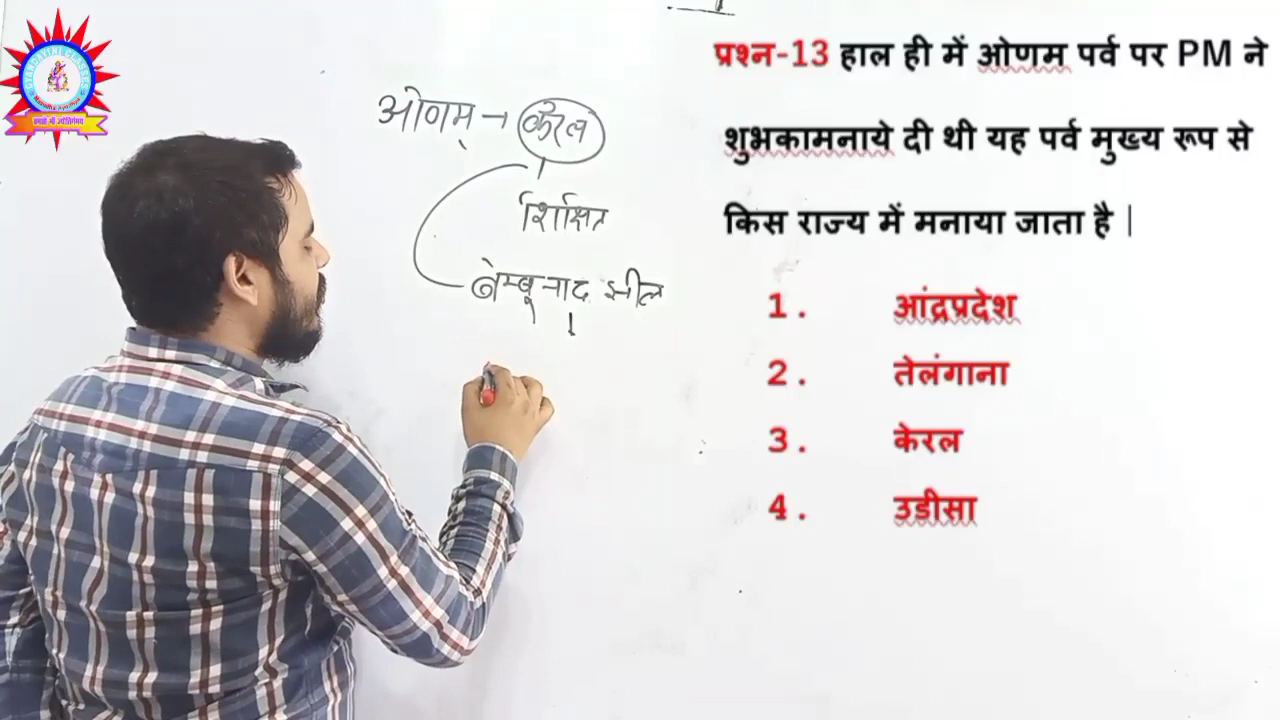 ओणम् → केरल
शिक्षित
वेम्बूनाद झील
प्रश्न-13 हाल ही में ओणम पर्व पर PM ने
शुभकामनाये दी थी यह पर्व मुख्य रूप से
किस राज्य में मनाया जाता है |
1. आंद्रप्रदेश
2. तेलंगाना
3. केरल
4. उडीसा